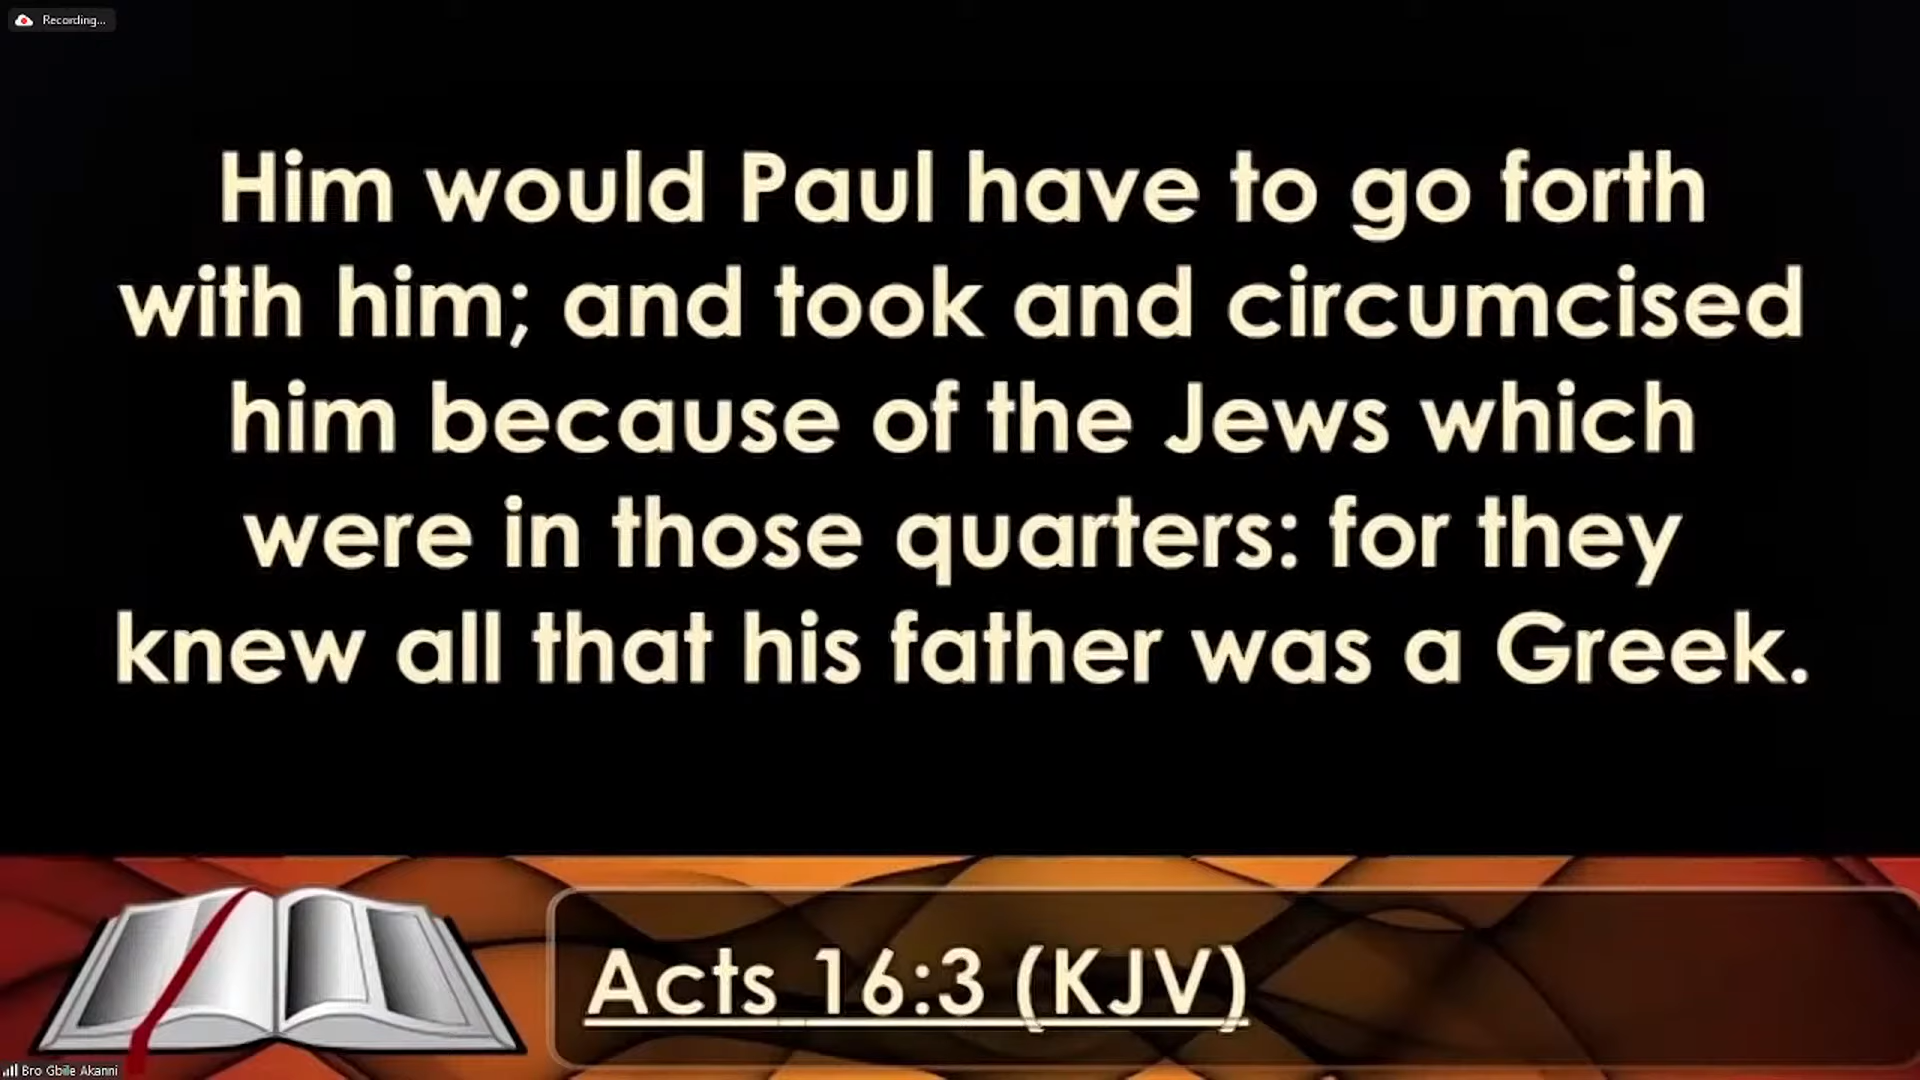 Recording...
Him would Paul have to go forth
with him; and took and circumcised
him because of the Jews which
were in those quarters: for they
knew all that his father was a Greek.
Acts 16:3 (KJV)
Bro Gbile Akanni